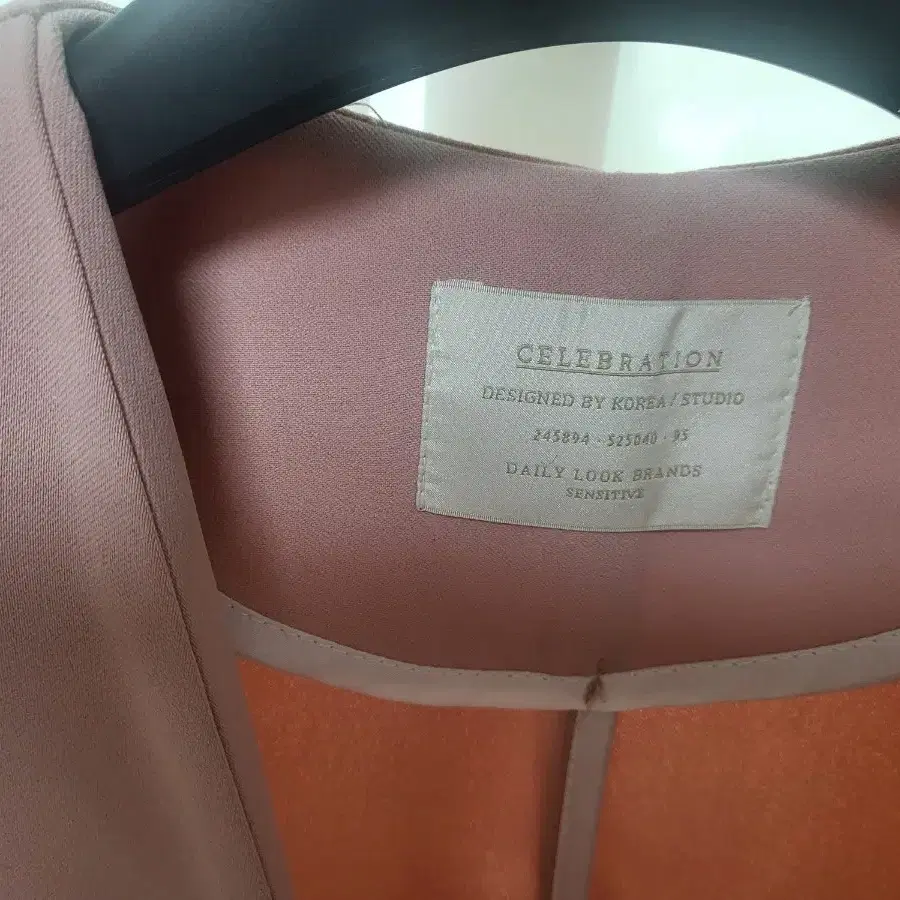 CELEBRATION
DESIGNED BY KOREA / STUDIO
245894 · 525040 · 95
DAILY LOOK BRANDS
SENSITIVE